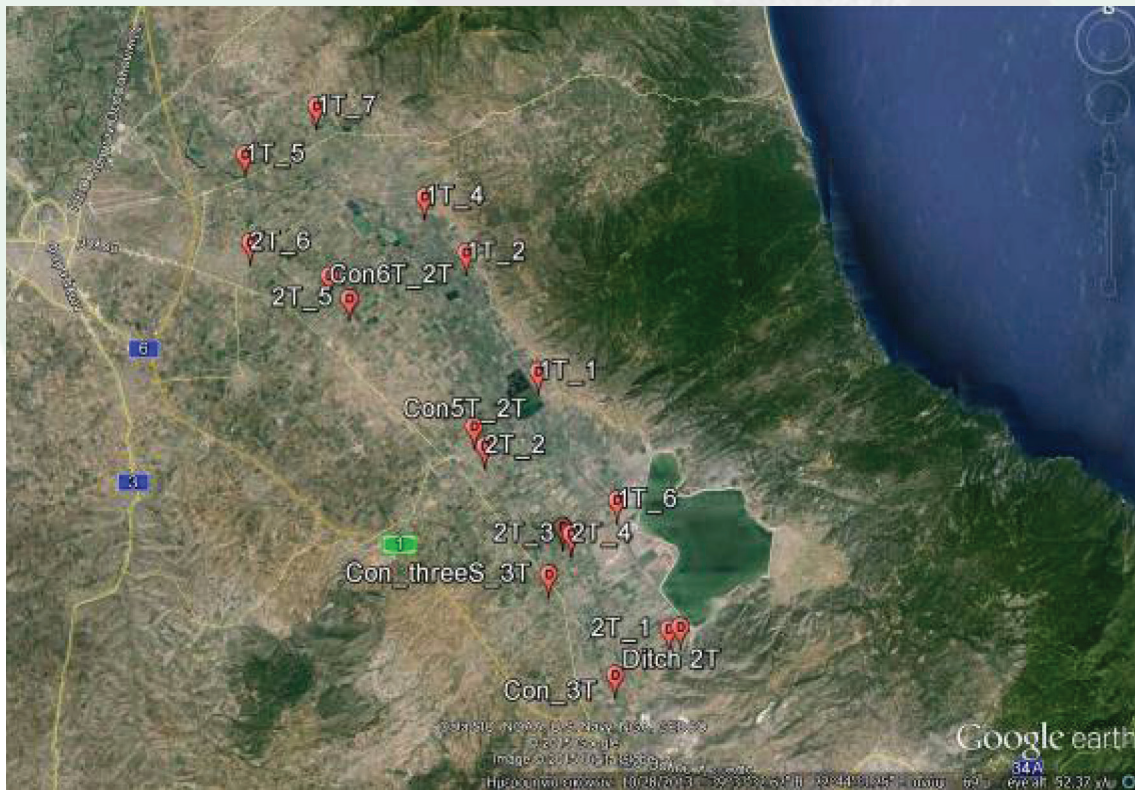 1T_7
1T_5
1T_4
2T_6
1T_2
Con6T_2T
2T_5
6
1T_1
Con5T_2T
2T_2
3
1T_6
2T_3
2T_4
1
Con_threeS_3T
2T_1
Ditch 2T
Con_3T
Google earth
34A